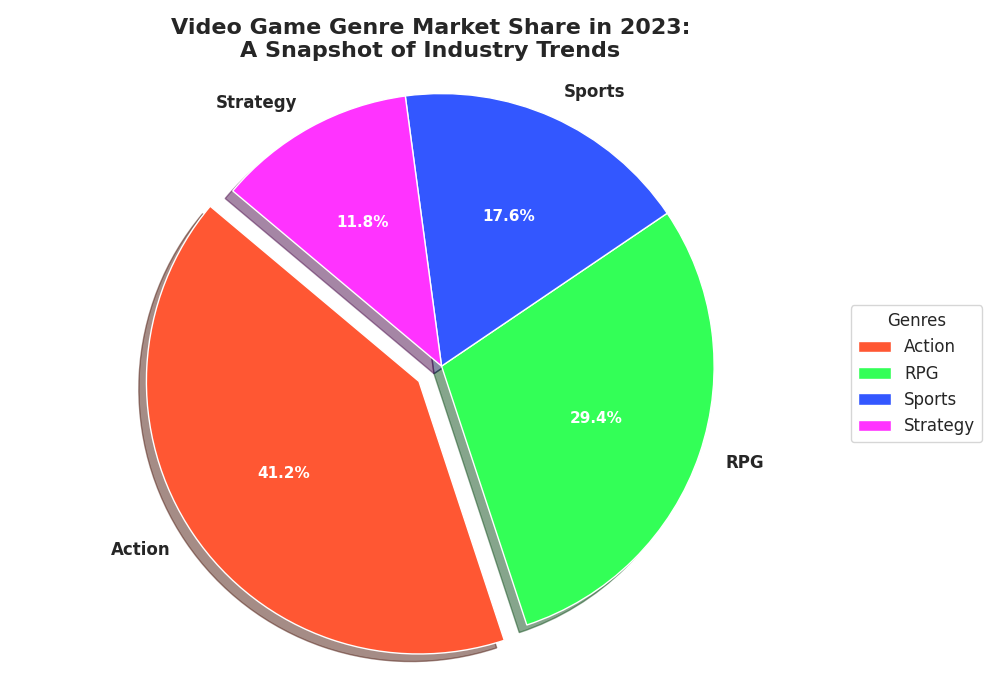 Video Game Genre Market Share in 2023:
A Snapshot of Industry Trends
Strategy
Sports
11.8%
17.6%
29.4%
41.2%
RPG
Action
Genres
Action
RPG
Sports
Strategy